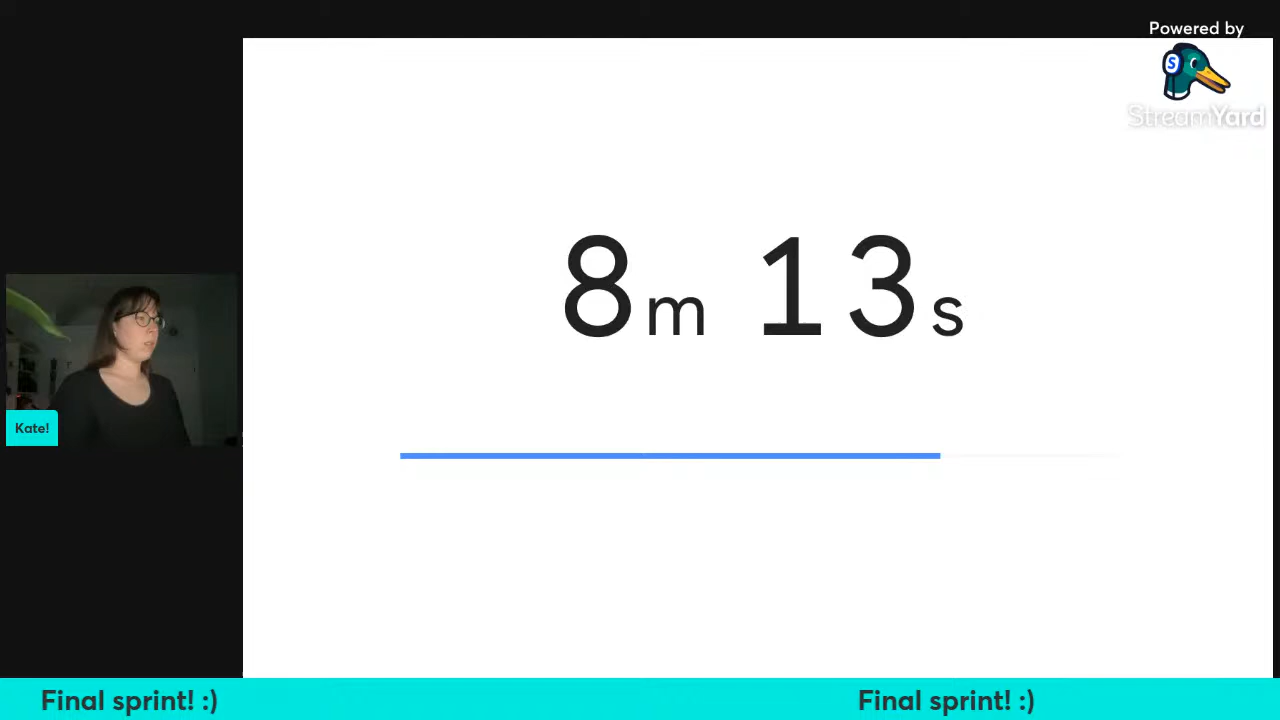 Powered by
S
StreamYard
8m 13s
Kate!
Final sprint! :) Final sprint! :)